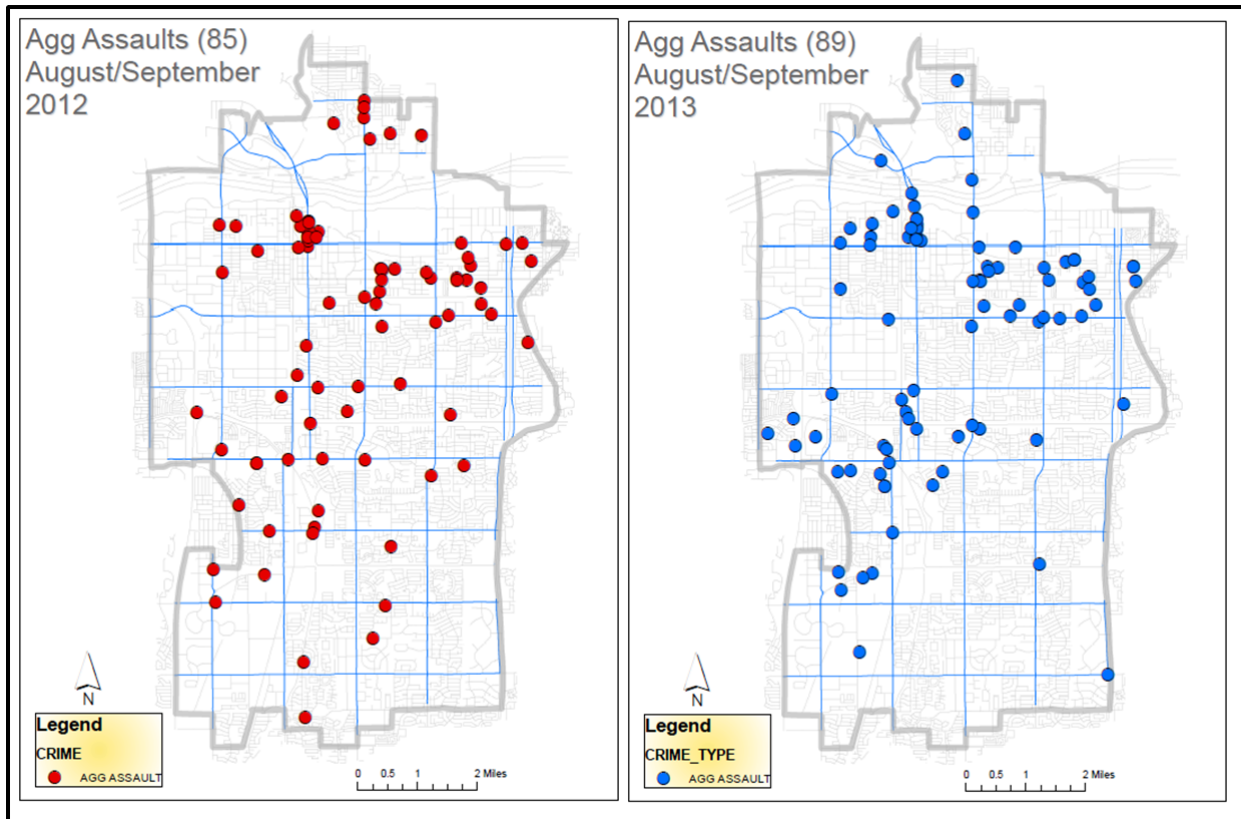 Agg Assaults (85)
August/September
2012
N
Legend
CRIME
AGG ASSAULT
0 0.5 1 2 Miles
Agg Assaults (89)
August/September
2013
N
Legend
CRIME_TYPE
AGG ASSAULT
0 0.5 1 2 Miles